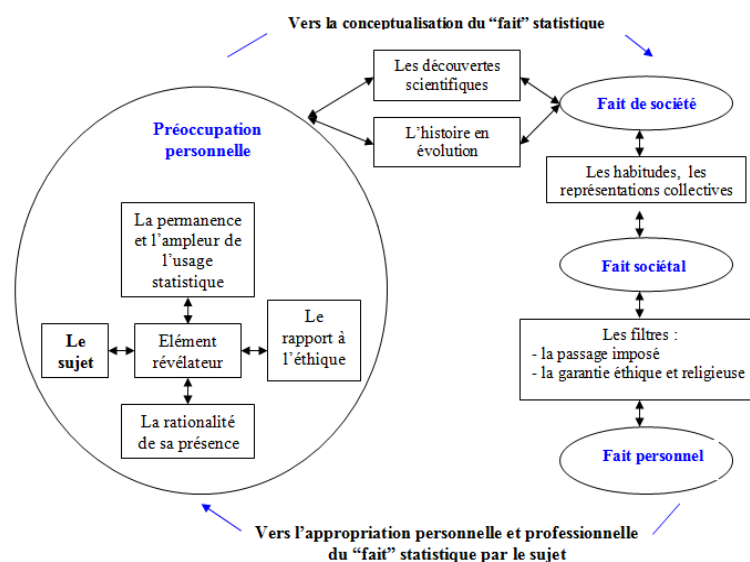 Vers la conceptualisation du “fait” statistique
Préoccupation
personnelle
Les découvertes
scientifiques
L’histoire en
évolution
Fait de société
Les habitudes, les
représentations collectives
Fait sociétal
Les filtres :
- la passage imposé
- la garantie éthique et religieuse
Fait personnel
La permanence
et l’ampleur de
l’usage
statistique
Le
sujet
Elément
révélateur
Le
rapport à
l’éthique
La rationalité
de sa présence
Vers l’appropriation personnelle et professionnelle
du “fait” statistique par le sujet